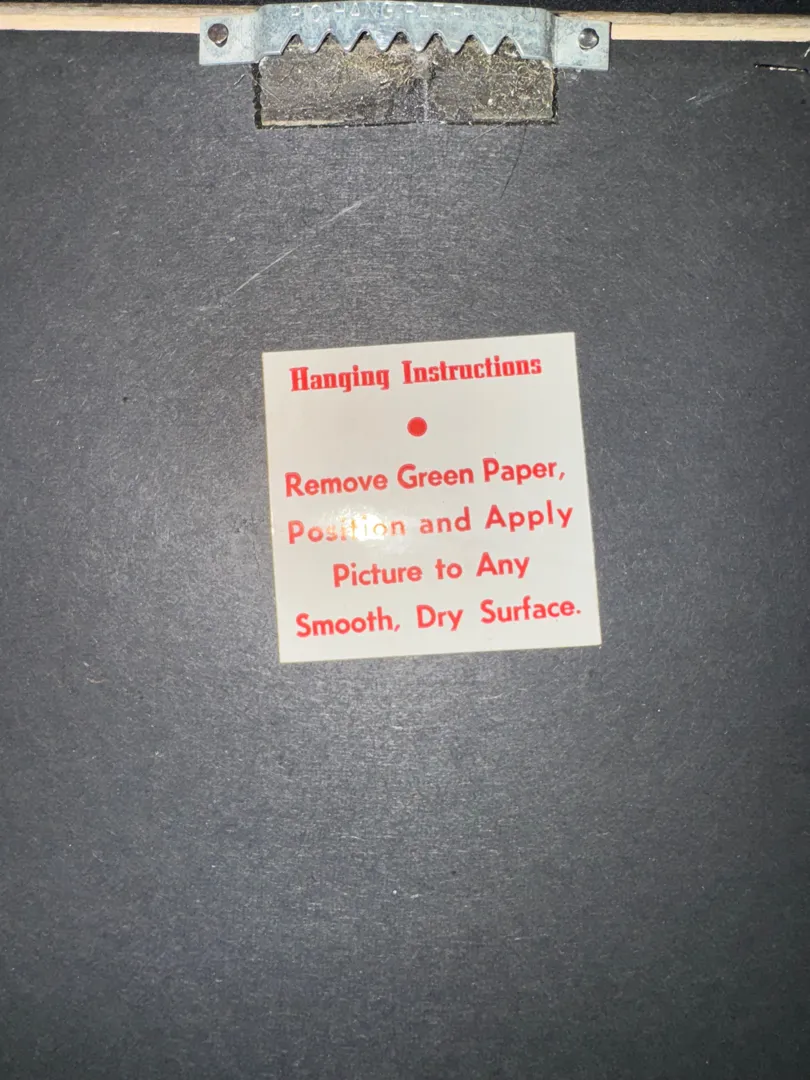 Hanging Instructions
Remove Green Paper,
Position and Apply
Picture to Any
Smooth, Dry Surface.